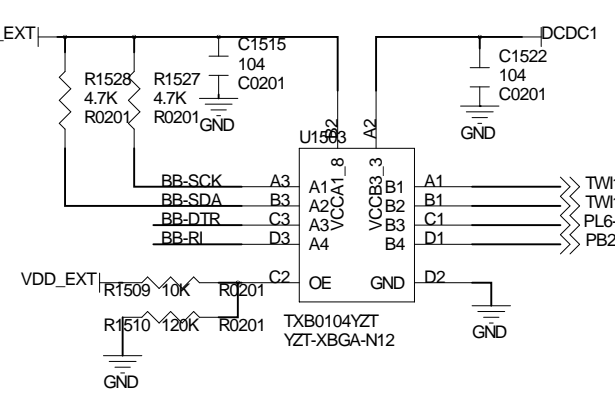 _EXT
DCDC1
C1515
104
C0201
GND
C1522
104
C0201
GND
R1528
4.7K
R0201
R1527
4.7K
R0201
U1503
B2
A2
VCCA1_8
VCCB3_3
BB-SCK A3 A1 B1 A1
BB-SDA B3 A2 B2 B1
BB-DTR C3 A3 B3 C1 PL6-
BB-RI D3 A4 B4 D1 PB2
VDD_EXT C2 OE GND D2
R1509 10K R0201
R1510 120K R0201
TXB0104YZT
YZT-XBGA-N12
GND
GND